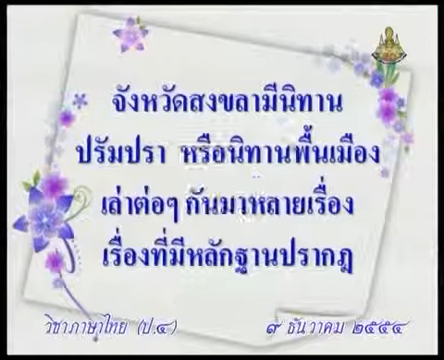 จังหวัดสงขลามีนิทาน
ปรัมปรา หรือนิทานพื้นเมือง
เล่าต่อๆ กันมาหลายเรื่อง
เรื่องที่มีหลักฐานปรากฎ
วิชาภาษาไทย (ป.๔)
๙ ธันวาคม ๒๕๕๔